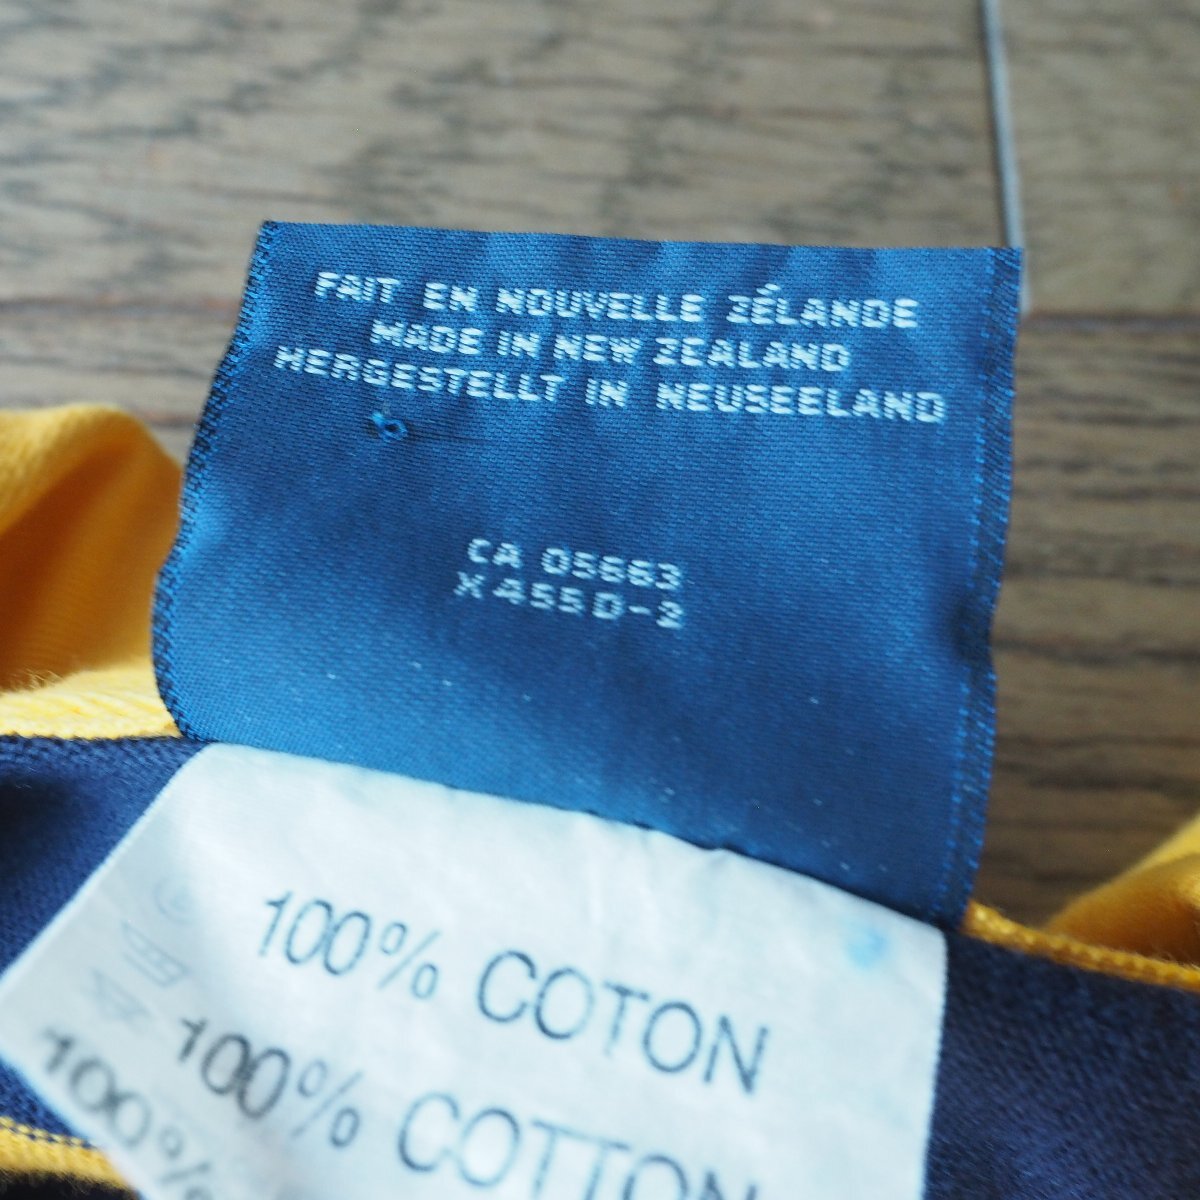 FAIT EN NOUVELLE ZÉLANDE
MADE IN NEW ZEALAND
HERGESTELLT IN NEUSEELAND
CA 05663
X455D-2
100% COTON
100% COTTON
100%